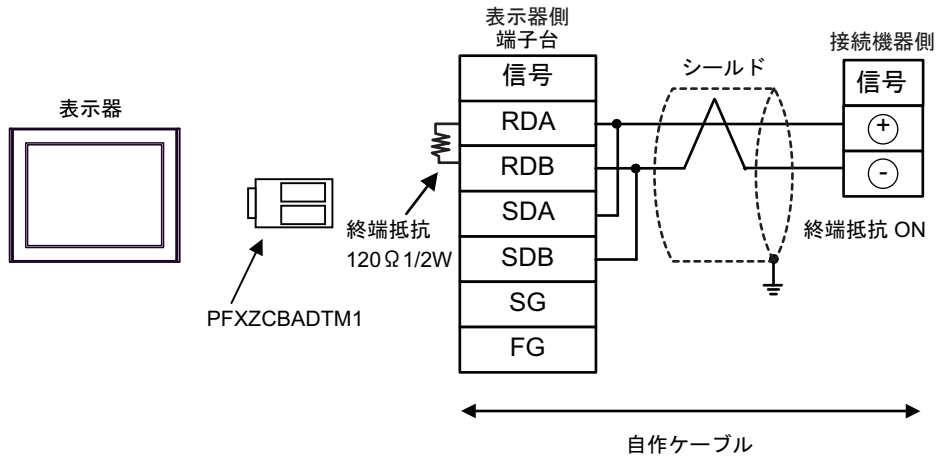 表示器
PFXZCBADTM1
終端抵抗
120Ω1/2W
表示器側
端子台
信号
RDA
RDB
SDA
SDB
SG
FG
シールド
接続機器側
信号
+
-
終端抵抗 ON
自作ケーブル